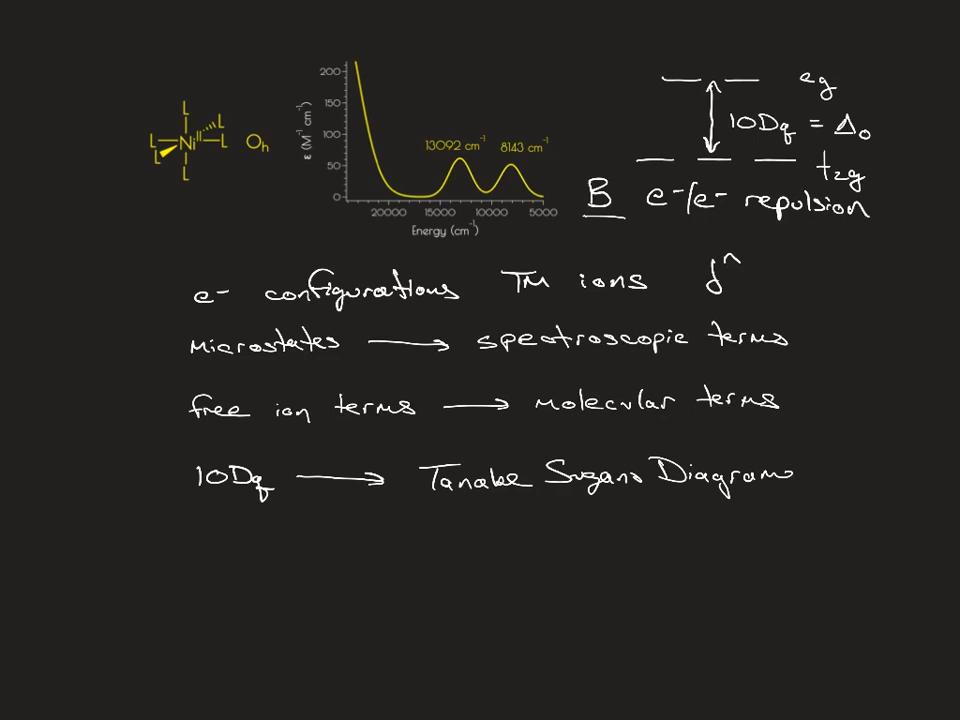 200
150
100
50
0
ε (M⁻¹ cm⁻¹)
13092 cm⁻¹
8143 cm⁻¹
20000 15000 10000 5000
Energy (cm⁻¹)
L
L L
L Niᴵᴵ L
L
Oh
eg
10Dq = Δo
t2g
B e-/e- repulsion
e- configurations TM ions dⁿ
Microstates → spectroscopic terms
free ion terms → molecular terms
10Dq → Tanabe Sugano Diagrams